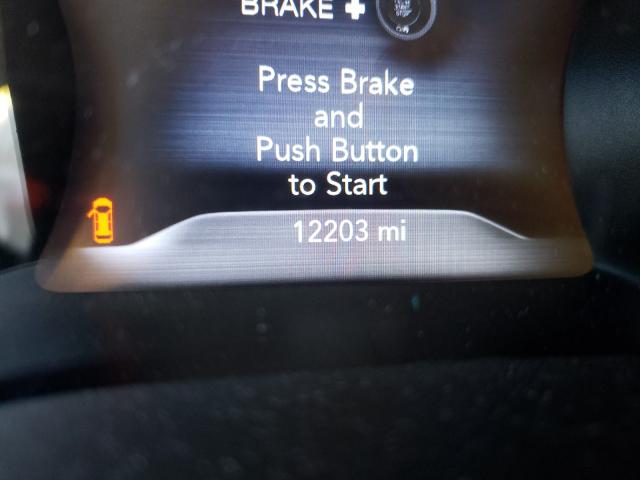 BRAKE +
Press Brake
and
Push Button
to Start
12203 mi